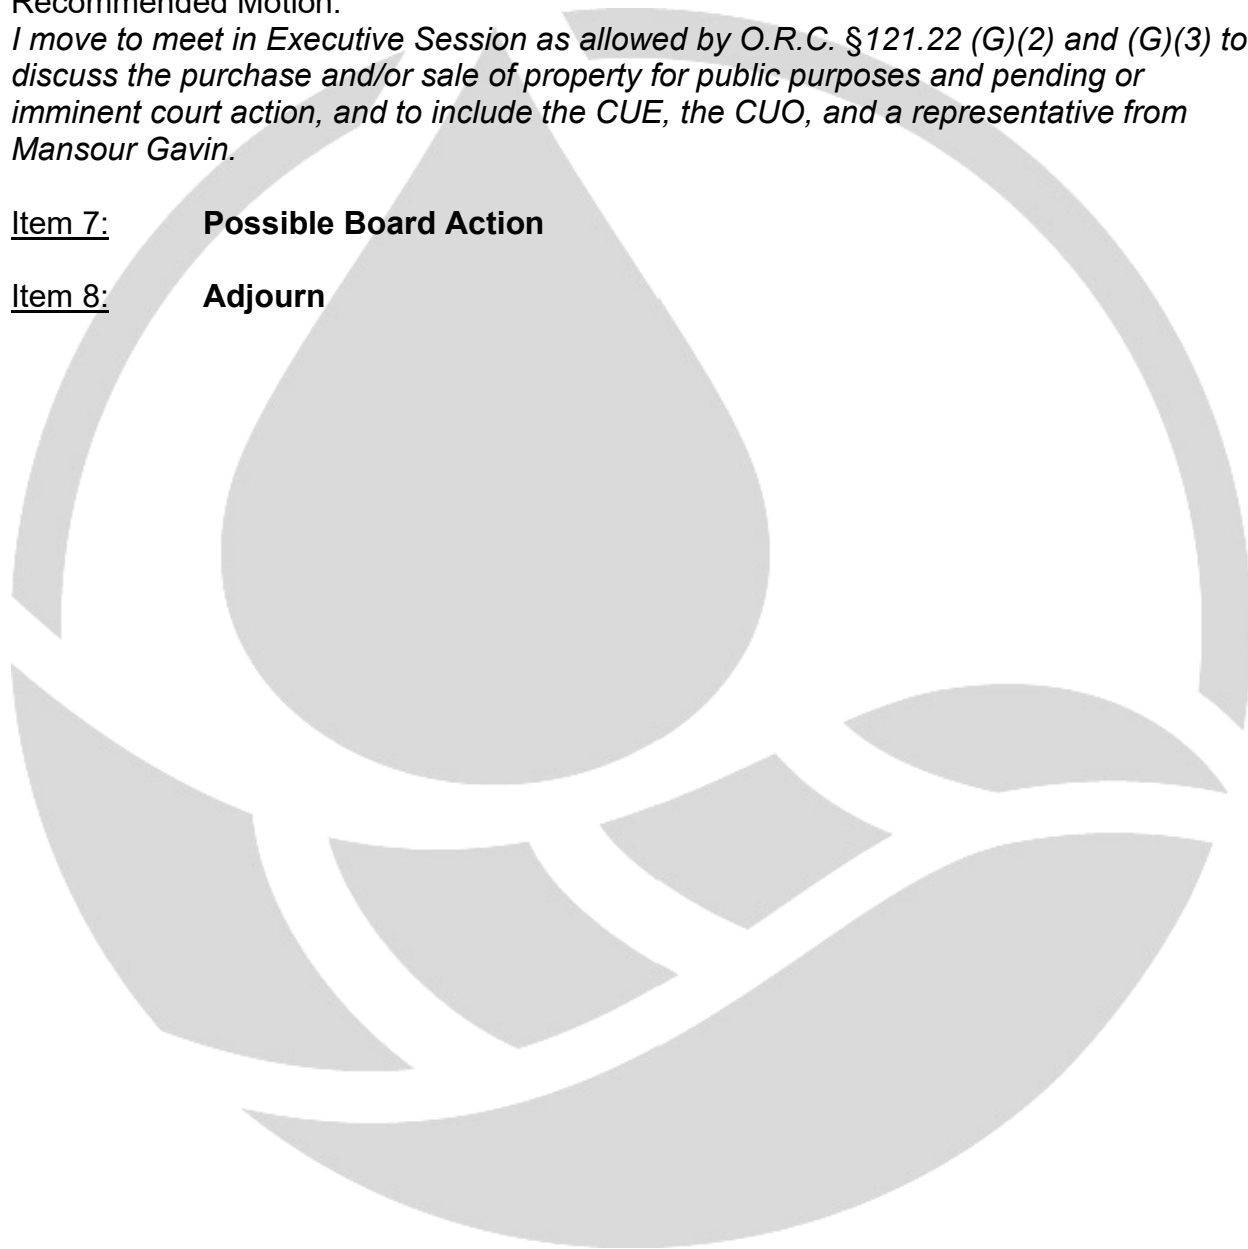 Recommended Motion:
I move to meet in Executive Session as allowed by O.R.C. §121.22 (G)(2) and (G)(3) to
discuss the purchase and/or sale of property for public purposes and pending or
imminent court action, and to include the CUE, the CUO, and a representative from
Mansour Gavin.
Item 7: Possible Board Action
Item 8: Adjourn